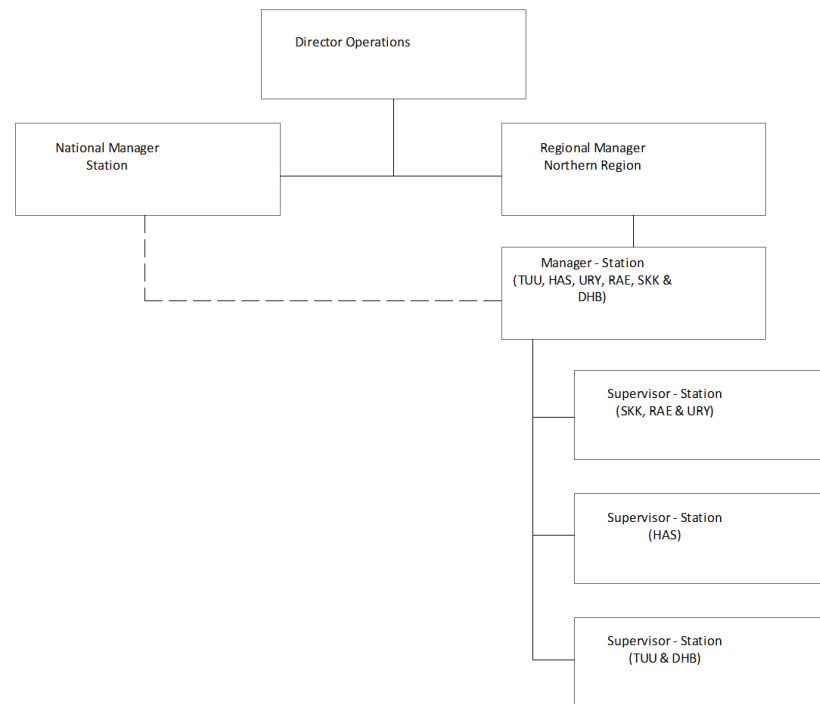 Director Operations
National Manager
Station
Regional Manager
Northern Region
Manager - Station
(TUU, HAS, URY, RAE, SKK &
DHB)
Supervisor - Station
(SKK, RAE & URY)
Supervisor - Station
(HAS)
Supervisor - Station
(TUU & DHB)